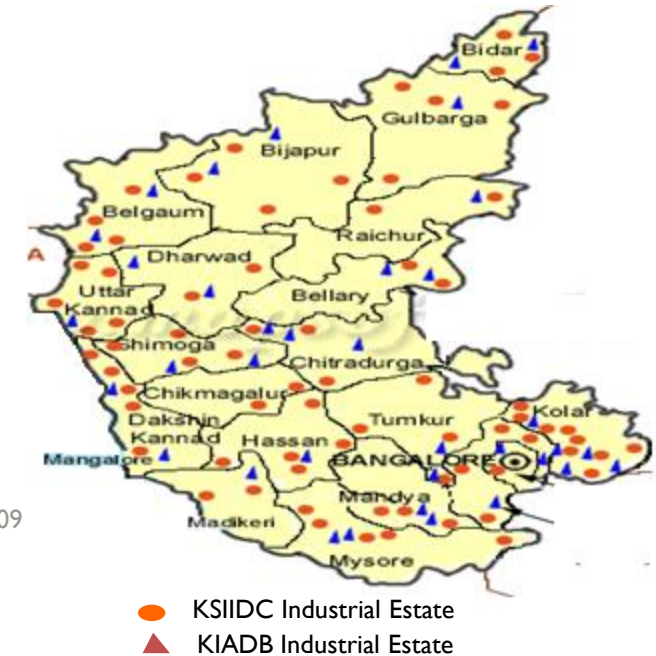 Bidar
Gulbarga
Bijapur
Belgaum
Raichur
A
Dharwad
Uttar
Kannad
Bellary
Shimoga
Chitradurga
Chikmagalur
Dakshin
Kannad
Tumkur
Kolar
Hassan
BANGALORE
Mangalore
Mandya
09
Madikeri
Mysore
KSIIDC Industrial Estate
KIADB Industrial Estate